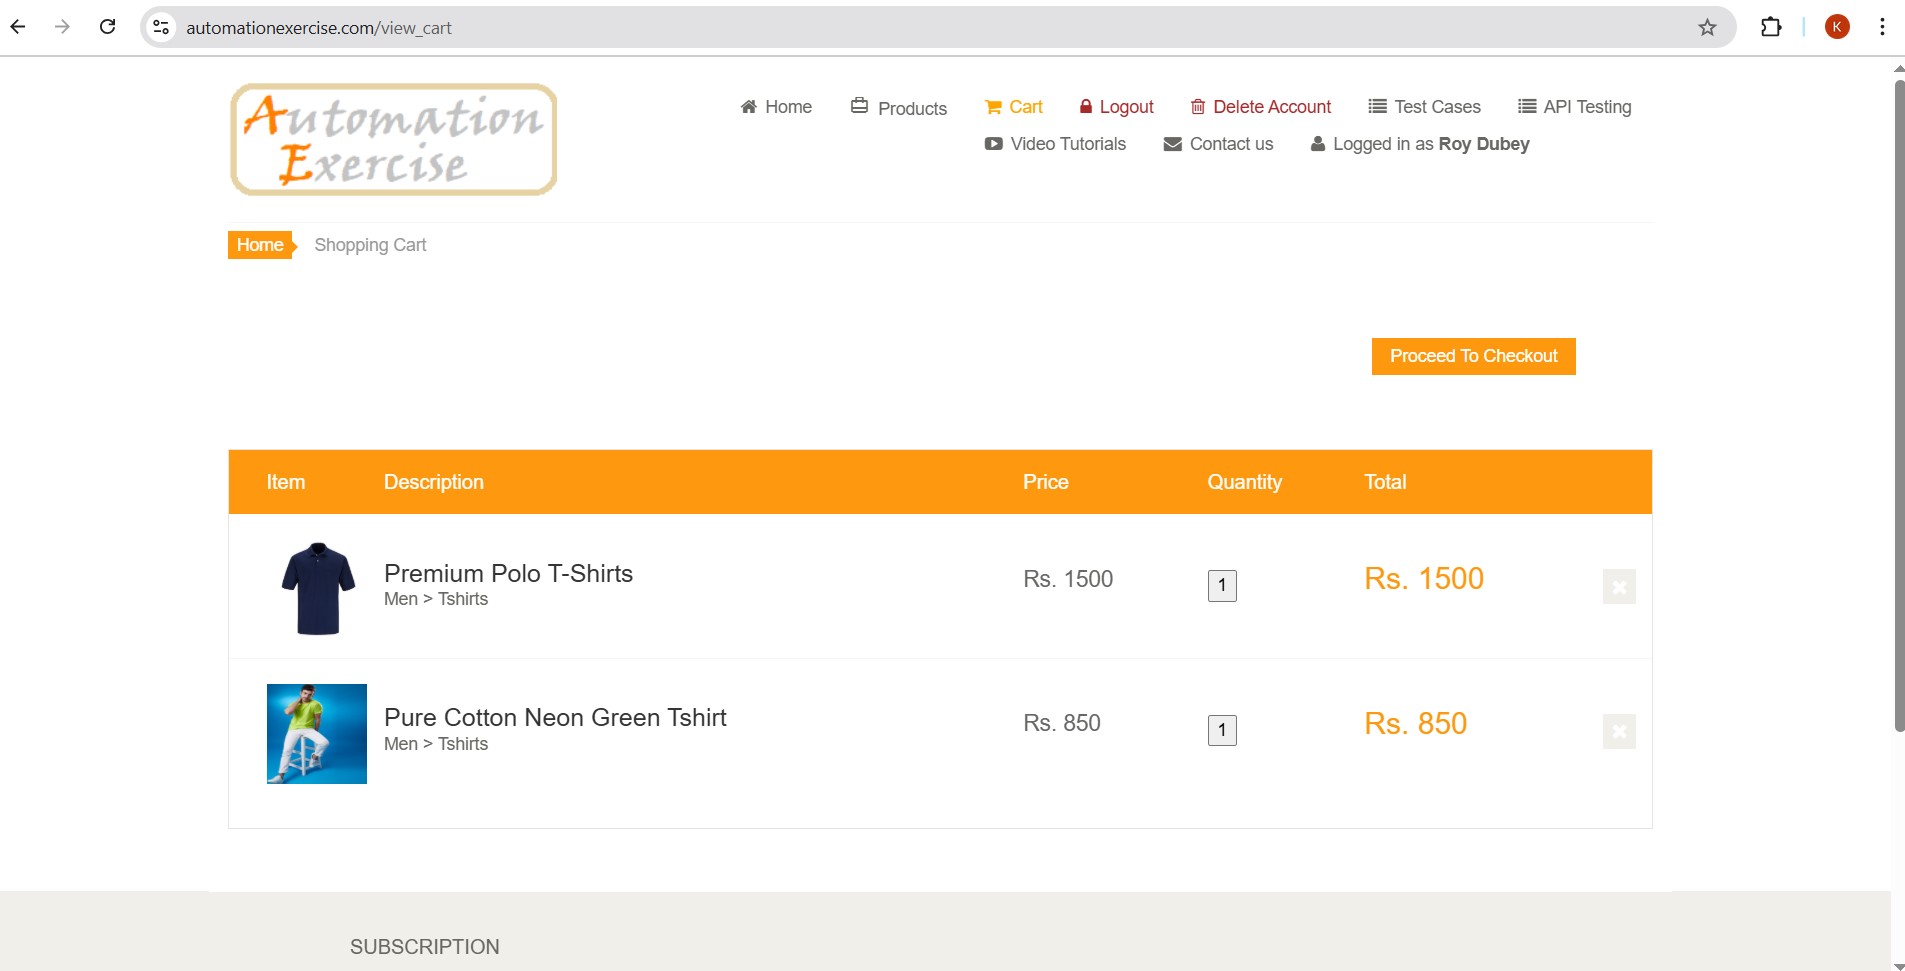 automationexercise.com/view_cart
K
Automation
Exercise
Home Products Cart Logout Delete Account Test Cases API Testing
Video Tutorials Contact us Logged in as Roy Dubey
Home Shopping Cart
Proceed To Checkout
Item Description Price Quantity Total
Premium Polo T-Shirts Rs. 1500 1 Rs. 1500
Men > Tshirts
Pure Cotton Neon Green Tshirt Rs. 850 1 Rs. 850
Men > Tshirts
SUBSCRIPTION